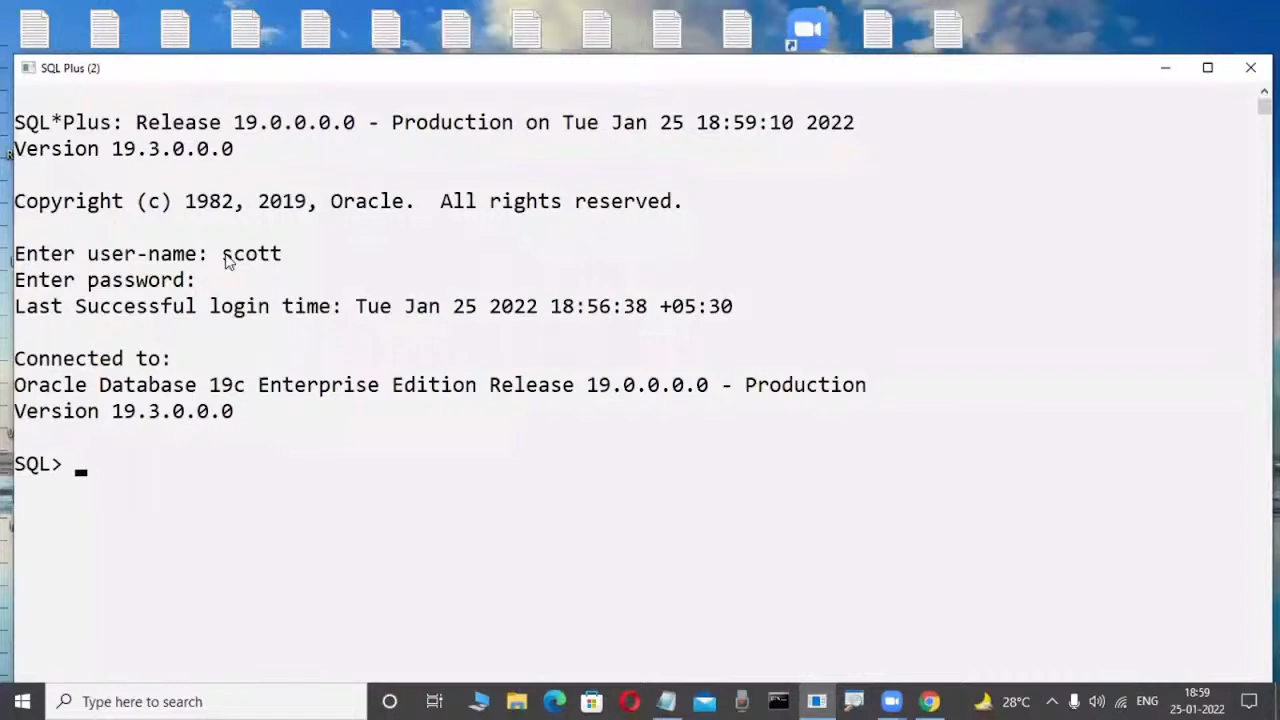 SQL Plus (2)
SQL*Plus: Release 19.0.0.0.0 - Production on Tue Jan 25 18:59:10 2022
Version 19.3.0.0.0
Copyright (c) 1982, 2019, Oracle.  All rights reserved.
Enter user-name: scott
Enter password:
Last Successful login time: Tue Jan 25 2022 18:56:38 +05:30
Connected to:
Oracle Database 19c Enterprise Edition Release 19.0.0.0.0 - Production
Version 19.3.0.0.0
SQL>
Type here to search
28°C
ENG
18:59
25-01-2022